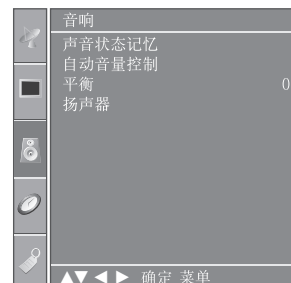 音响
声音状态记忆
自动音量控制
平衡 0
扬声器
▲▼◀▶ 确定 菜单